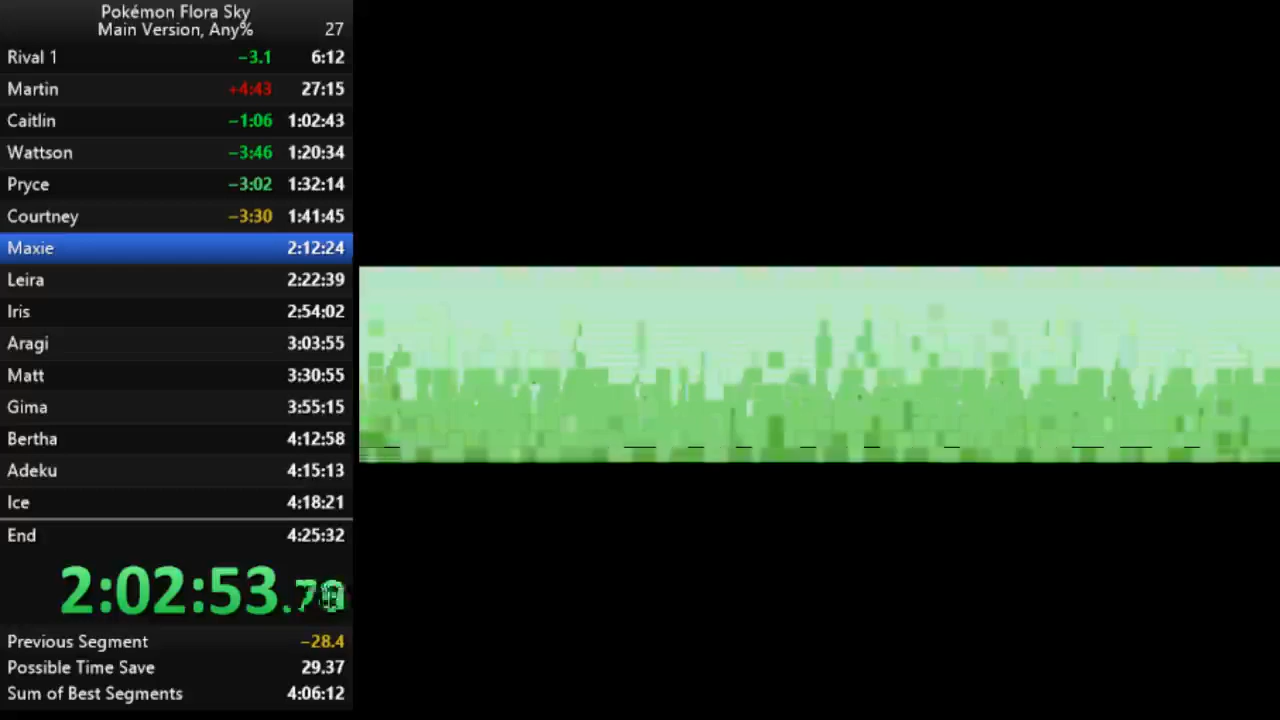 Pokémon Flora Sky
Main Version, Any% 27
Rival 1 −3.1 6:12
Martin +4:43 27:15
Caitlin −1:06 1:02:43
Wattson −3:46 1:20:34
Pryce −3:02 1:32:14
Courtney −3:30 1:41:45
Maxie 2:12:24
Leira 2:22:39
Iris 2:54:02
Aragi 3:03:55
Matt 3:30:55
Gima 3:55:15
Bertha 4:12:58
Adeku 4:15:13
Ice 4:18:21
End 4:25:32
2:02:53
Previous Segment −28.4
Possible Time Save 29.37
Sum of Best Segments 4:06:12